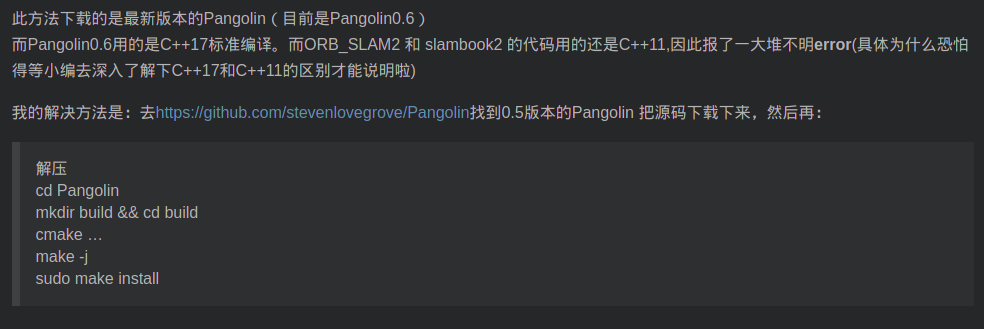 此方法下载的是最新版本的Pangolin（目前是Pangolin0.6）
而Pangolin0.6用的是C++17标准编译。而ORB_SLAM2 和 slambook2 的代码用的还是C++11,因此报了一大堆不明error(具体为什么恐怕
得等小编去深入了解下C++17和C++11的区别才能说明啦)
我的解决方法是：去https://github.com/stevenlovegrove/Pangolin找到0.5版本的Pangolin 把源码下载下来，然后再：
解压
cd Pangolin
mkdir build && cd build
cmake …
make -j
sudo make install